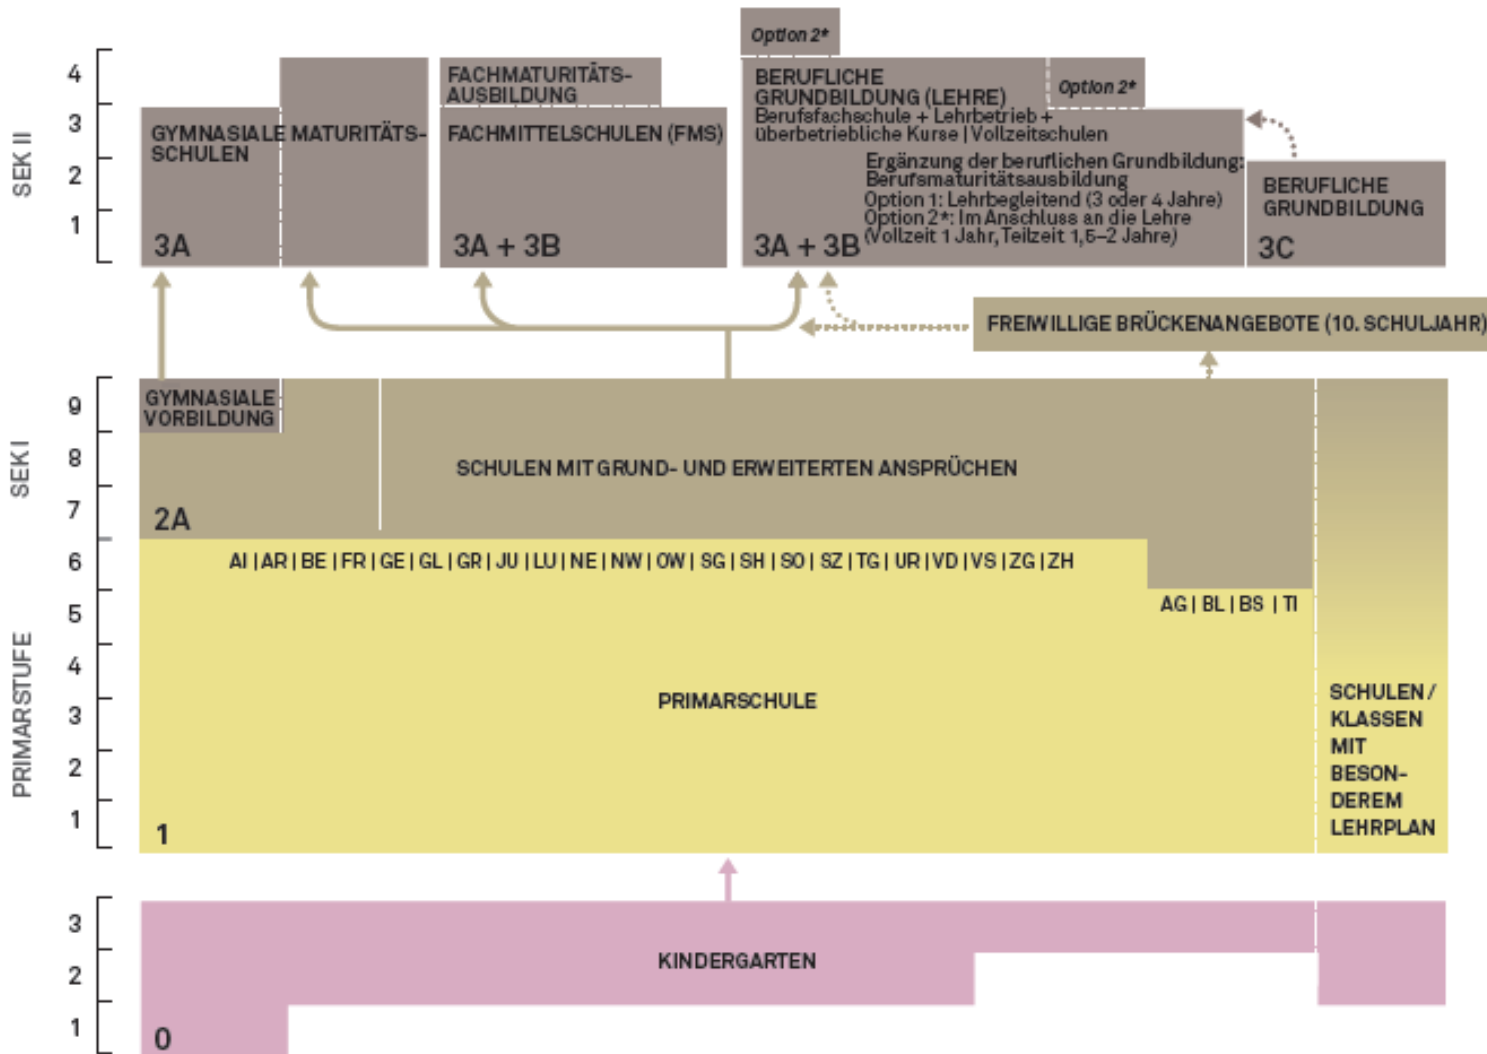 Option 2*
SEK II
4
3
2
1
GYMNASIALE MATURITÄTS-
SCHULEN
3A
FACHMATURITÄTS-
AUSBILDUNG
FACHMITTELSCHULEN (FMS)
3A + 3B
BERUFLICHE
GRUNDBILDUNG (LEHRE)
Berufsfachschule + Lehrbetrieb +
überbetriebliche Kurse | Vollzeitschulen
Option 2*
Ergänzung der beruflichen Grundbildung:
Berufsmaturitätsausbildung
Option 1: Lehrbegleitend (3 oder 4 Jahre)
Option 2*: Im Anschluss an die Lehre
(Vollzeit 1 Jahr, Teilzeit 1,5–2 Jahre)
3A + 3B
BERUFLICHE
GRUNDBILDUNG
3C
FREIWILLIGE BRÜCKENANGEBOTE (10. SCHULJAHR)
SEK I
9
8
7
GYMNASIALE
VORBILDUNG
SCHULEN MIT GRUND- UND ERWEITERTEN ANSPRÜCHEN
2A
PRIMARSTUFE
6
5
4
3
2
1
AI | AR | BE | FR | GE | GL | GR | JU | LU | NE | NW | OW | SG | SH | SO | SZ | TG | UR | VD | VS | ZG | ZH
AG | BL | BS | TI
PRIMARSCHULE
1
SCHULEN /
KLASSEN
MIT
BESON-
DEREM
LEHRPLAN
3
2
1
KINDERGARTEN
0